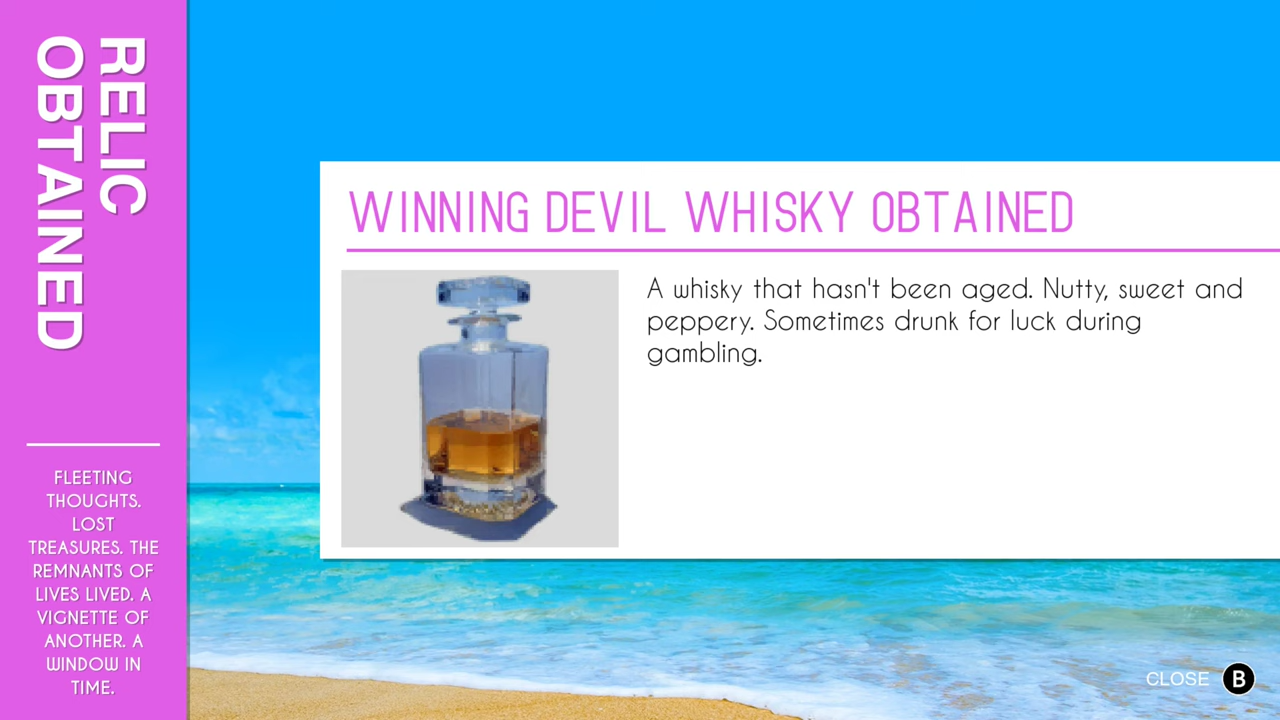 RELIC
OBTAINED
FLEETING
THOUGHTS.
LOST
TREASURES. THE
REMNANTS OF
LIVES LIVED. A
VIGNETTE OF
ANOTHER. A
WINDOW IN
TIME.
WINNING DEVIL WHISKY OBTAINED
A whisky that hasn't been aged. Nutty, sweet and
peppery. Sometimes drunk for luck during
gambling.
CLOSE B